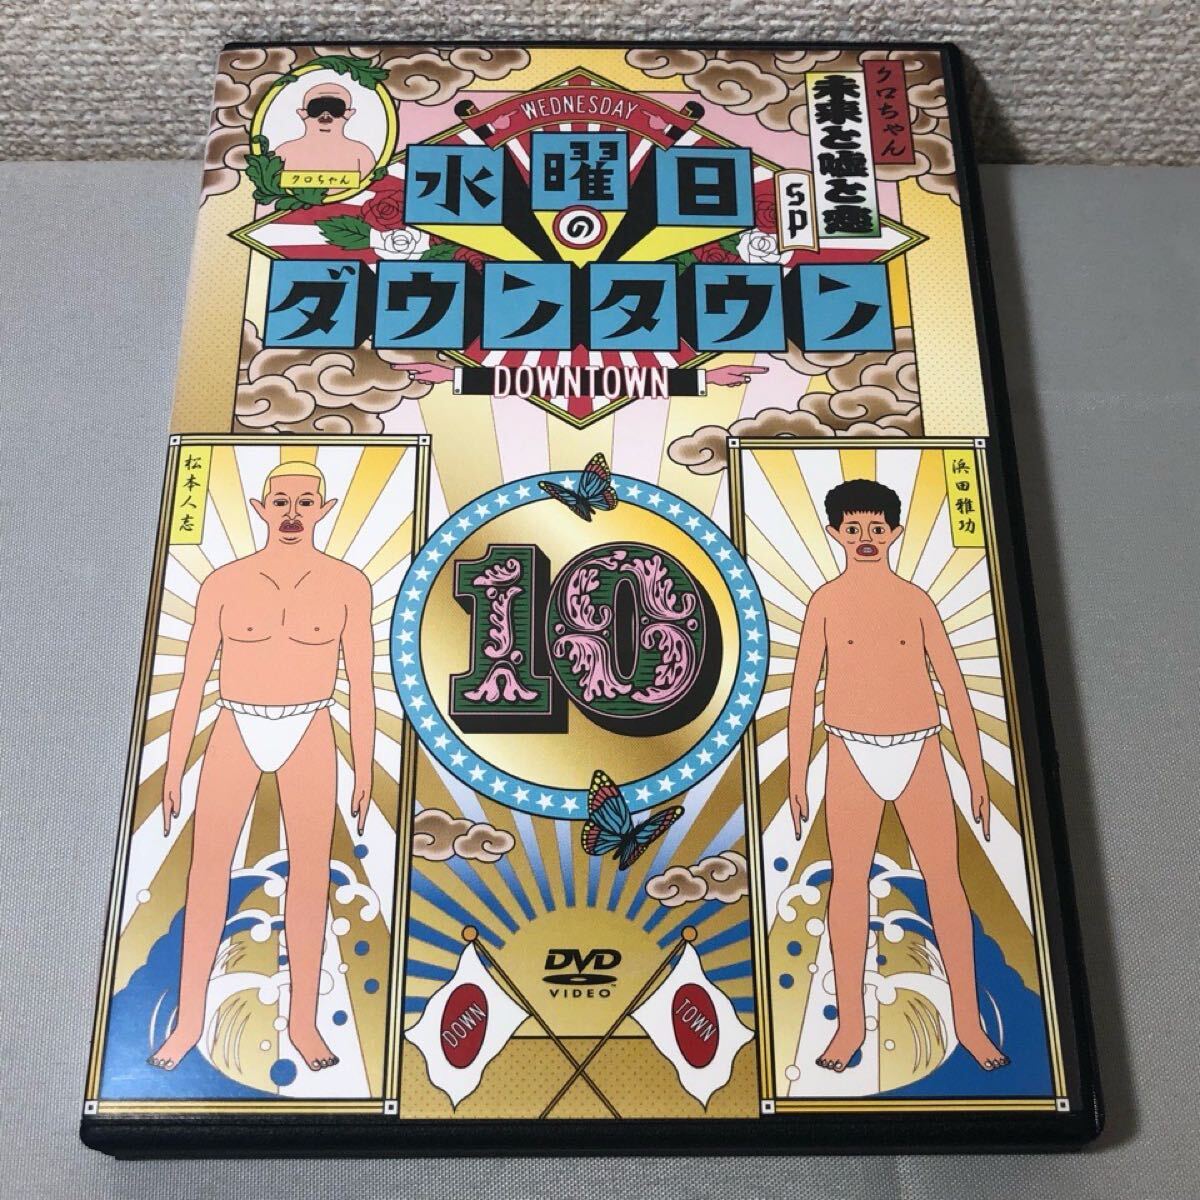 WEDNESDAY
水曜日
の
ダウンタウン
DOWNTOWN
クロちゃん
未来と嘘と恋
SP
クロちゃん
松本人志
浜田雅功
10
DVD
VIDEO™
DOWN
TOWN